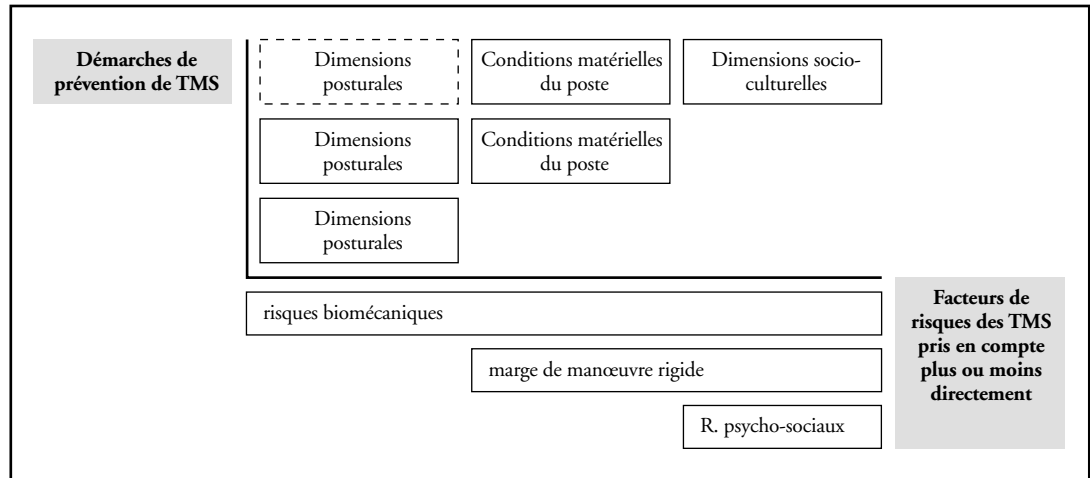 Démarches de
prévention de TMS
Dimensions
posturales
Conditions matérielles
du poste
Dimensions socio-
culturelles
Dimensions
posturales
Conditions matérielles
du poste
Dimensions
posturales
risques biomécaniques
marge de manœuvre rigide
R. psycho-sociaux
Facteurs de
risques des TMS
pris en compte
plus ou moins
directement